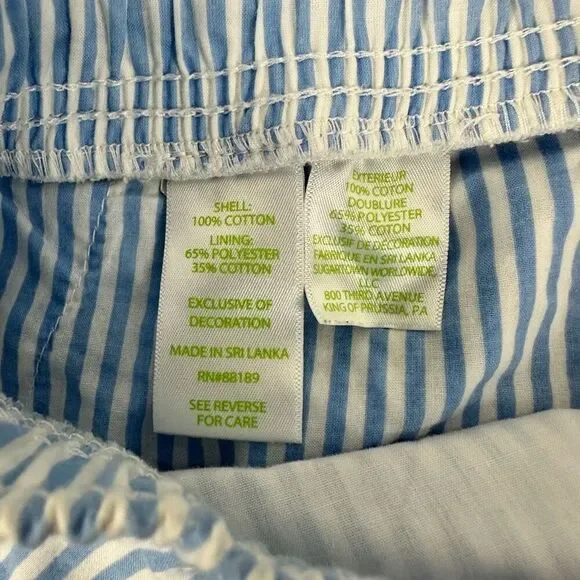 SHELL:
100% COTTON
LINING:
65% POLYESTER
35% COTTON
EXCLUSIVE OF
DECORATION
MADE IN SRI LANKA
RN#88189
SEE REVERSE
FOR CARE
EXTERIEUR
100% COTON
DOUBLURE
65% POLYESTER
35% COTON
EXCLUSIF DE DÉCORATION
FABRIQUE EN SRI LANKA
SUGARTOWN WORLDWIDE,
LLC
800 THIRD AVENUE
KING OF PRUSSIA, P.A